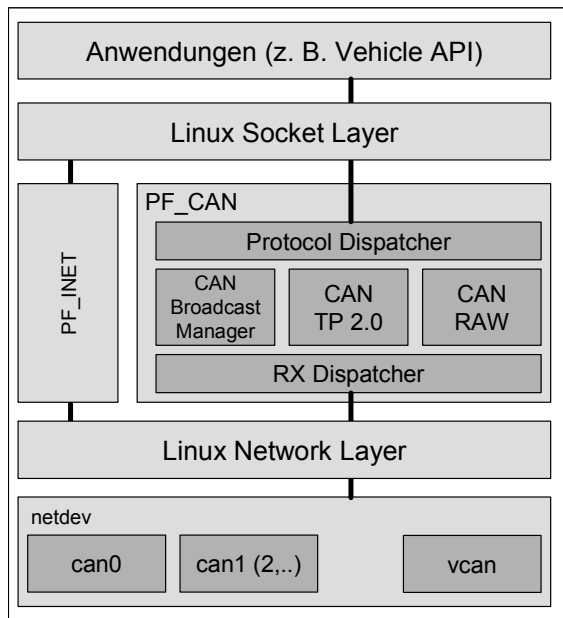 Anwendungen (z. B. Vehicle API)
Linux Socket Layer
PF_INET
PF_CAN
Protocol Dispatcher
CAN
Broadcast
Manager
CAN
TP 2.0
CAN
RAW
RX Dispatcher
Linux Network Layer
netdev
can0
can1 (2,..)
vcan